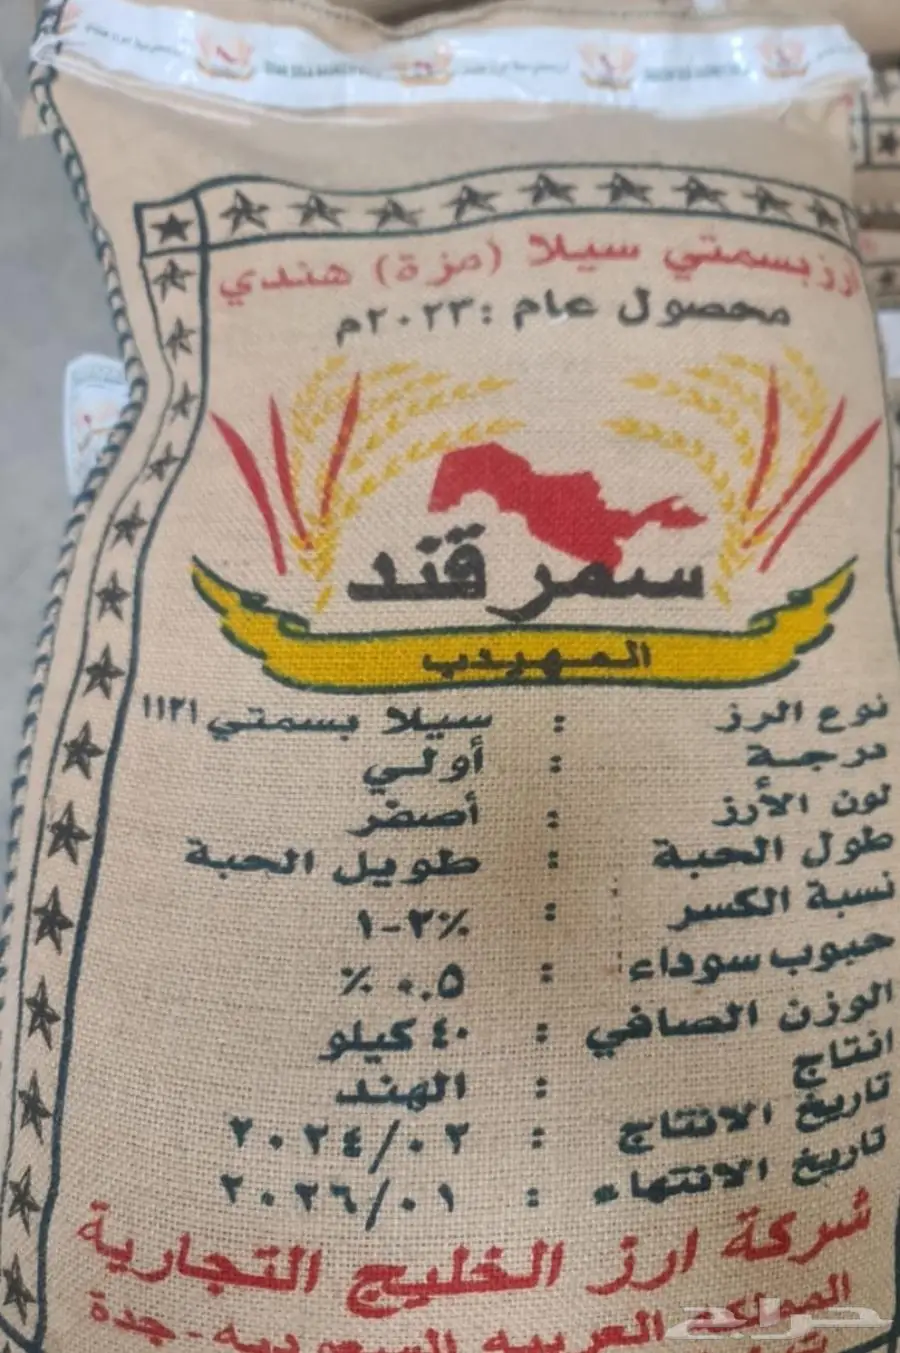 ارز بسمتي سيلا (مزة) هندي
محصول عام : ٢٠٢٣م
سمرقند
المهيدب
نوع الرز : سيلا بسمتي ١١٢١
درجة : أولي
لون الأرز : أصفر
طول الحبة : طويل الحبة
نسبة الكسر : ١-٢٪
حبوب سوداء : ٠.٥ ٪
الوزن الصافي : ٤٠ كيلو
انتاج : الهند
تاريخ الانتاج : ٢٠٢٤/٠٢
تاريخ الانتهاء : ٢٠٢٦/٠١
شركة ارز الخليج التجارية
المملكة العربية السعودية - جدة
حراج